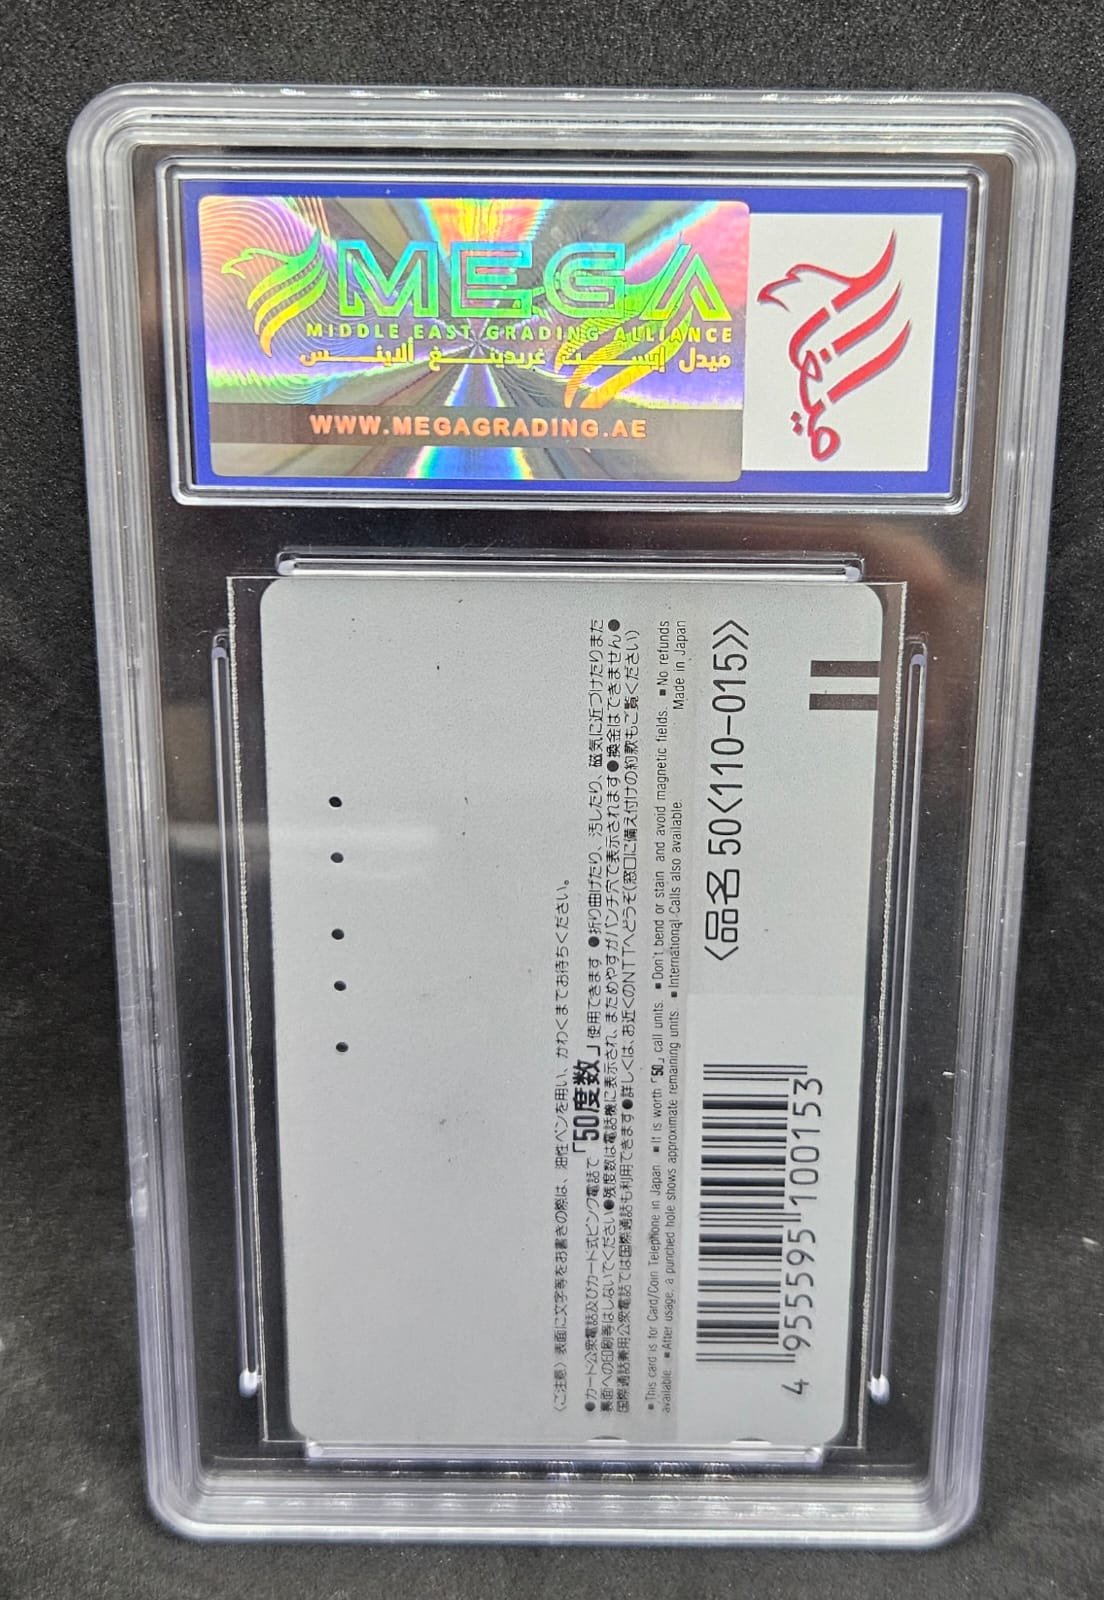 MEGA
MIDDLE EAST GRADING ALLIANCE
ميدل إيست غريدينغ ألاينس
WWW.MEGAGRADING.AE
ميغا
〈ご注意〉表面に文字等をお書きの際は、油性ペンを用い、かわくまでお待ちください。
●カード公衆電話及びカード式ピンク電話で「50度数」使用できます●折り曲げたり、汚したり、磁気に近づけたりまた
裏面への印刷等はしないでください●残度数は電話機に表示され、まためやすがパンチ穴で表示されます●換金はできません●
国際通話兼用公衆電話では国際通話も利用できます●詳しくは、お近くのNTTへどうぞ(窓口に備え付けの約款もご覧ください)
■This card is for Card/Coin Telephone in Japan ■It is worth「50」call units. ■Don't bend or stain and avoid magnetic fields. ■No refunds
available. ■After usage, a punched hole shows approximate remaining units. ■International Calls also available. Made in Japan
〈品名 50〈110-015〉〉
4 955595 100153